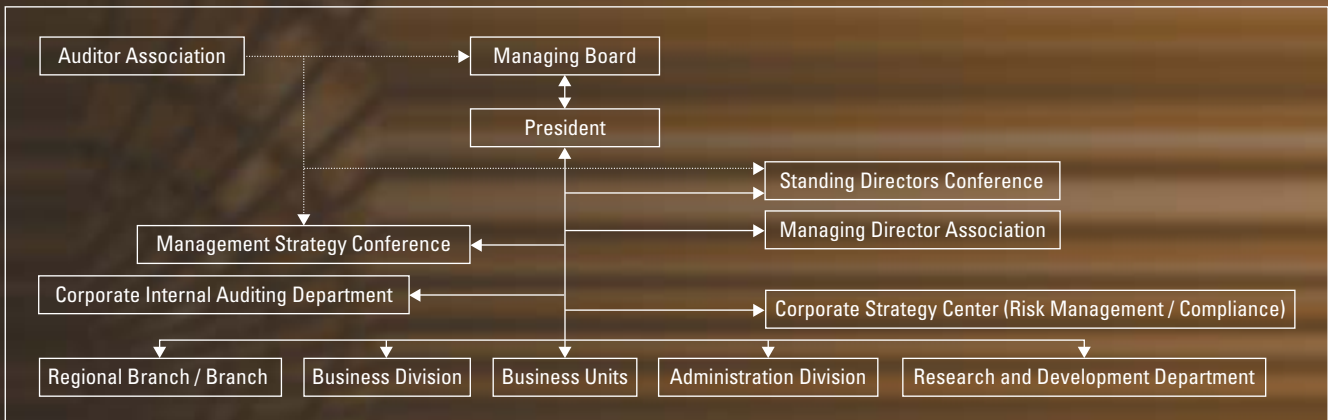 Auditor Association
Managing Board
President
Standing Directors Conference
Managing Director Association
Management Strategy Conference
Corporate Internal Auditing Department
Corporate Strategy Center (Risk Management / Compliance)
Regional Branch / Branch
Business Division
Business Units
Administration Division
Research and Development Department